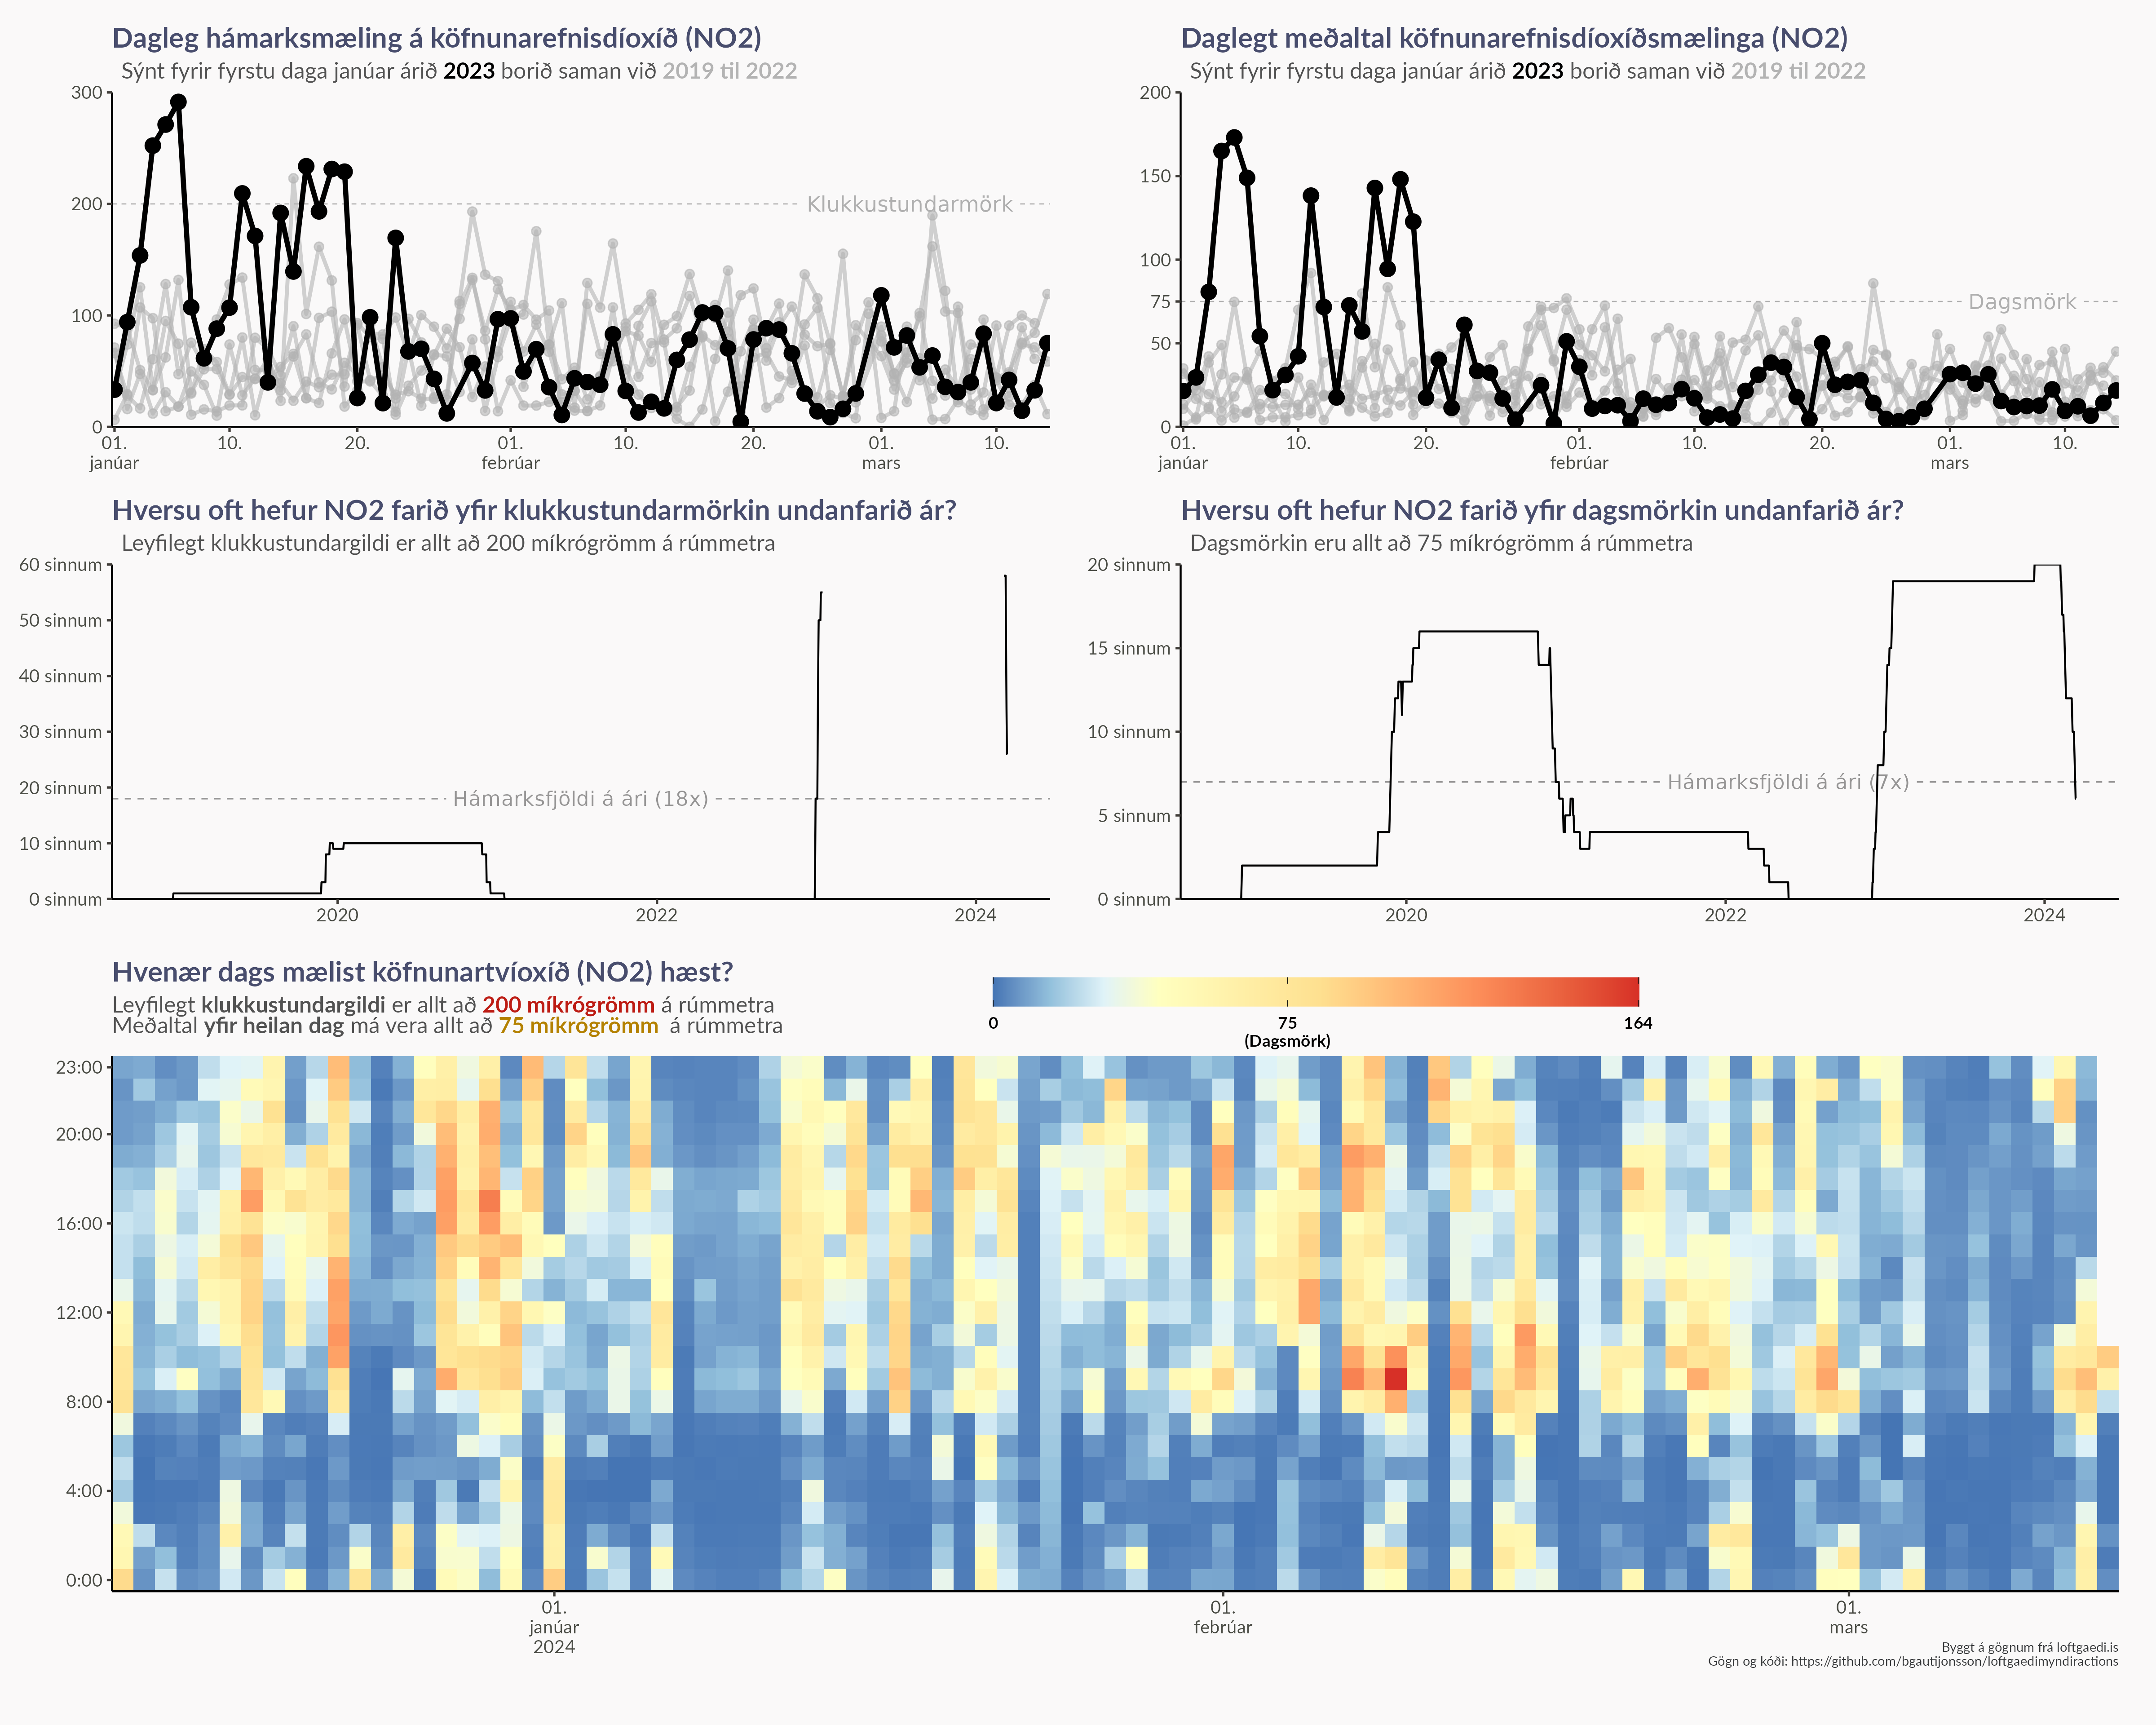 Dagleg hámarksmæling á köfnunarefnisdíoxíð (NO2)
Sýnt fyrir fyrstu daga janúar árið 2023 borið saman við 2019 til 2022
300
200
100
0
Klukkustundarmörk
01.
janúar
10.
20.
01.
febrúar
10.
20.
01.
mars
10.
Daglegt meðaltal köfnunarefnisdíoxíðsmælinga (NO2)
Sýnt fyrir fyrstu daga janúar árið 2023 borið saman við 2019 til 2022
200
150
100
75
50
0
Dagsmörk
01.
janúar
10.
20.
01.
febrúar
10.
20.
01.
mars
10.
Hversu oft hefur NO2 farið yfir klukkustundarmörkin undanfarið ár?
Leyfilegt klukkustundargildi er allt að 200 míkrógrömm á rúmmetra
60 sinnum
50 sinnum
40 sinnum
30 sinnum
20 sinnum
10 sinnum
0 sinnum
Hámarksfjöldi á ári (18x)
2020
2022
2024
Hversu oft hefur NO2 farið yfir dagsmörkin undanfarið ár?
Dagsmörkin eru allt að 75 míkrógrömm á rúmmetra
20 sinnum
15 sinnum
10 sinnum
5 sinnum
0 sinnum
Hámarksfjöldi á ári (7x)
2020
2022
2024
Hvenær dags mælist köfnunartvíoxíð (NO2) hæst?
Leyfilegt klukkustundargildi er allt að 200 míkrógrömm á rúmmetra
Meðaltal yfir heilan dag má vera allt að 75 míkrógrömm á rúmmetra
0
75
(Dagsmörk)
164
23:00
20:00
16:00
12:00
8:00
4:00
0:00
01.
janúar
2024
01.
febrúar
01.
mars
Byggt á gögnum frá loftgaedi.is
Gögn og kóði: https://github.com/bgautijonsson/loftgaedimyndiractions